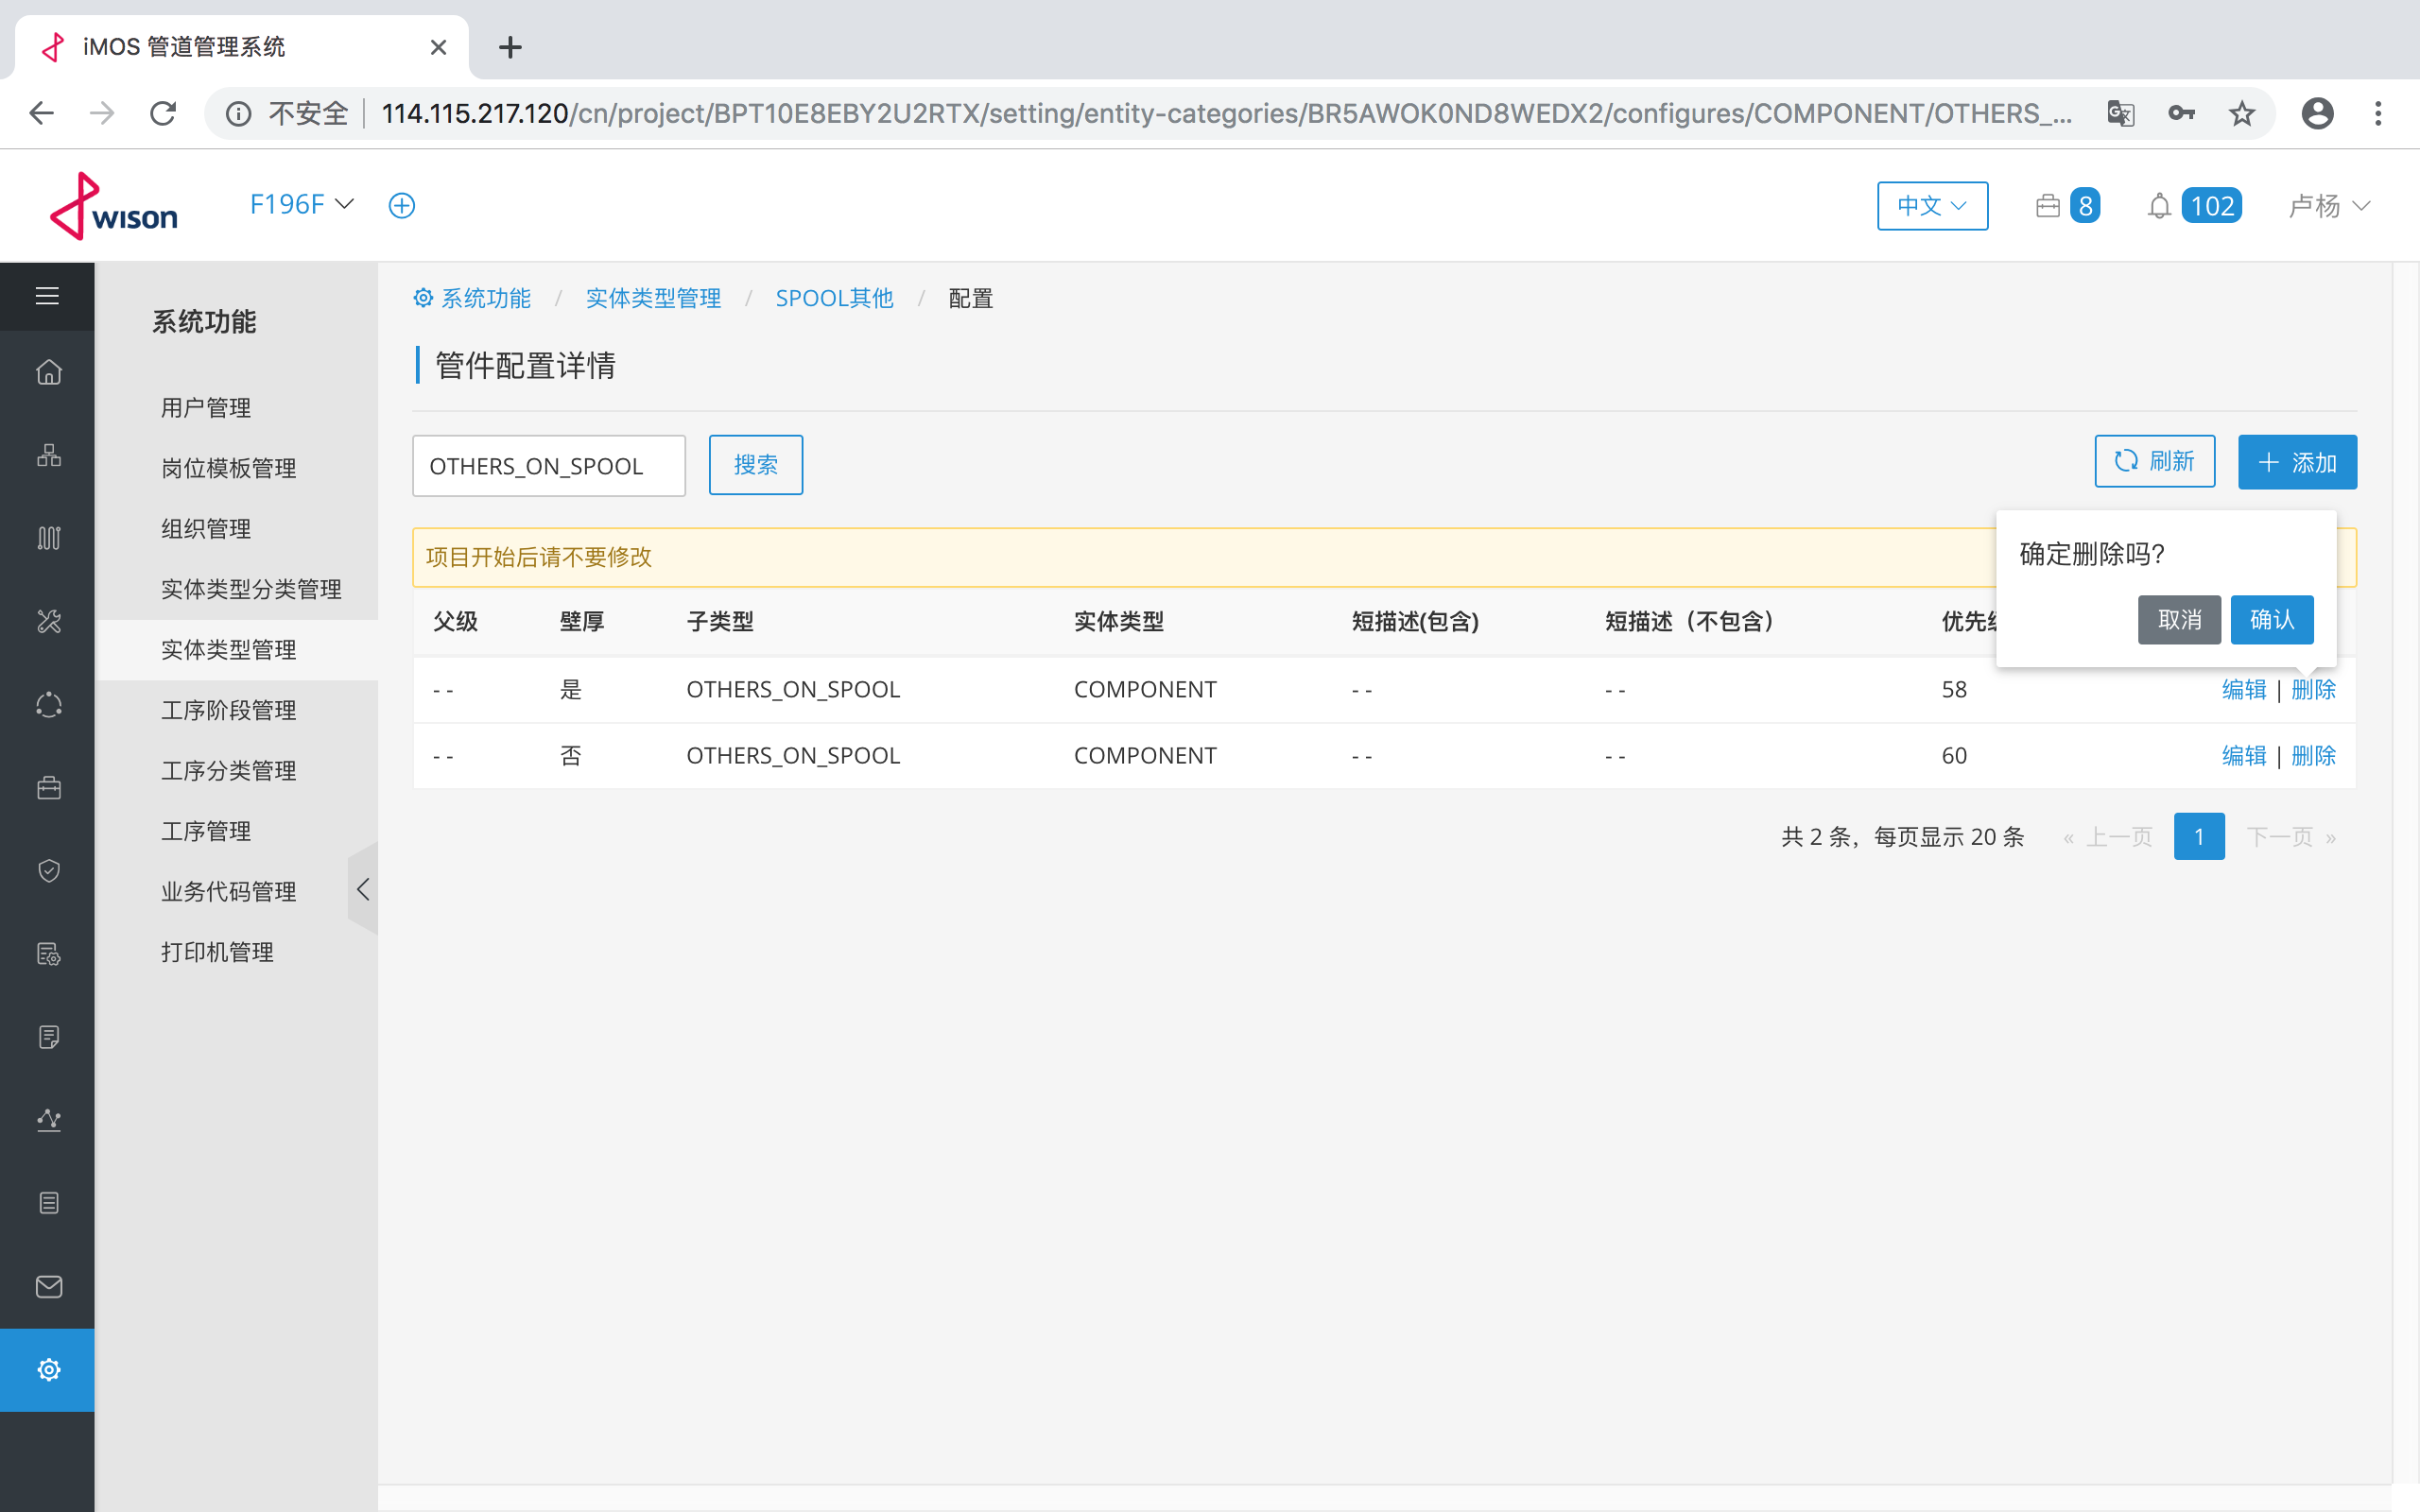 iMOS 管道管理系统
不安全 114.115.217.120/cn/project/BPT10E8EBY2U2RTX/setting/entity-categories/BR5AWOK0ND8WEDX2/configures/COMPONENT/OTHERS_...
wison F196F 中文 8 102 卢杨
系统功能
用户管理
岗位模板管理
组织管理
实体类型分类管理
实体类型管理
工序阶段管理
工序分类管理
工序管理
业务代码管理
打印机管理
系统功能 / 实体类型管理 / SPOOL其他 / 配置
管件配置详情
OTHERS_ON_SPOOL 搜索 刷新 添加
项目开始后请不要修改
确定删除吗?
取消 确认
父级 壁厚 子类型 实体类型 短描述(包含) 短描述（不包含） 优先
- - 是 OTHERS_ON_SPOOL COMPONENT - - - - 58 编辑 | 删除
- - 否 OTHERS_ON_SPOOL COMPONENT - - - - 60 编辑 | 删除
共 2 条，每页显示 20 条 « 上一页 1 下一页 »